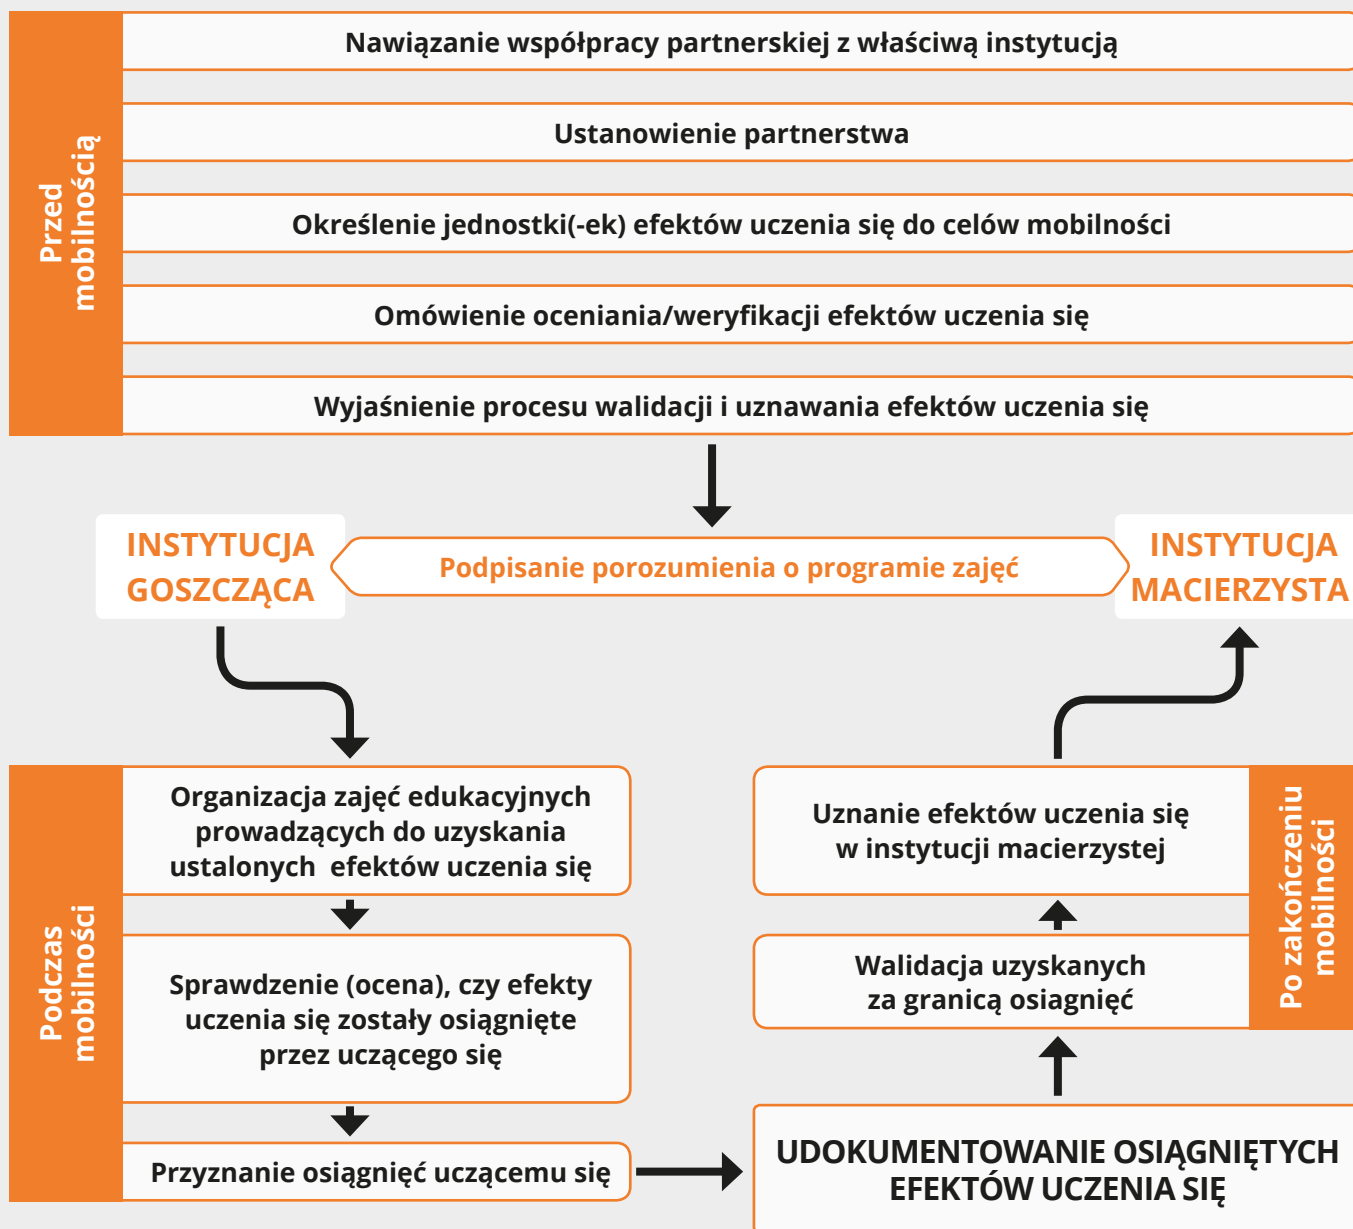 Przed
mobilnością
Nawiązanie współpracy partnerskiej z właściwą instytucją
Ustanowienie partnerstwa
Określenie jednostki(-ek) efektów uczenia się do celów mobilności
Omówienie oceniania/weryfikacji efektów uczenia się
Wyjaśnienie procesu walidacji i uznawania efektów uczenia się
INSTYTUCJA
GOSZCZĄCA
Podpisanie porozumienia o programie zajęć
INSTYTUCJA
MACIERZYSTA
Podczas
mobilności
Organizacja zajęć edukacyjnych
prowadzących do uzyskania
ustalonych efektów uczenia się
Sprawdzenie (ocena), czy efekty
uczenia się zostały osiągnięte
przez uczącego się
Przyznanie osiągnięć uczącemu się
Uznanie efektów uczenia się
w instytucji macierzystej
Walidacja uzyskanych
za granicą osiagnięć
Po zakończeniu
mobilności
UDOKUMENTOWANIE OSIĄGNIĘTYCH
EFEKTÓW UCZENIA SIĘ